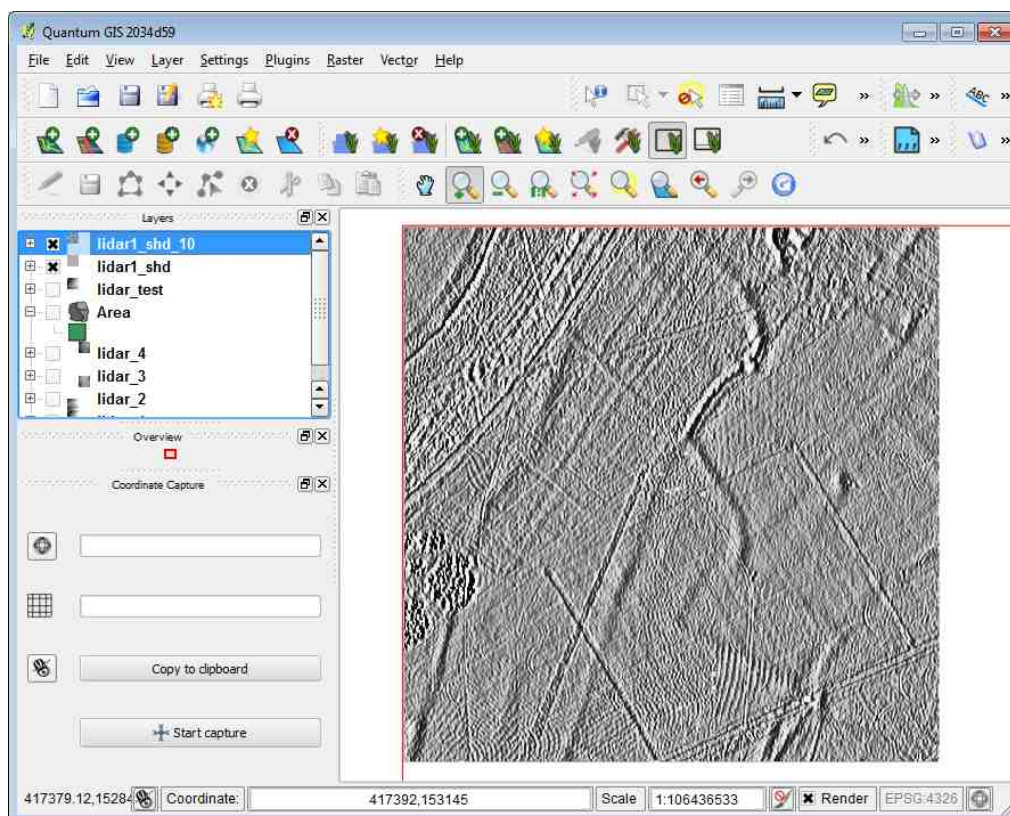 Quantum GIS 2034d59
File Edit View Layer Settings Plugins Raster Vector Help
Layers
lidar1_shd_10
lidar1_shd
lidar_test
Area
lidar_4
lidar_3
lidar_2
Overview
Coordinate Capture
Copy to clipboard
Start capture
417379.12,15284 Coordinate: 417392,153145 Scale 1:106436533 Render EPSG:4326